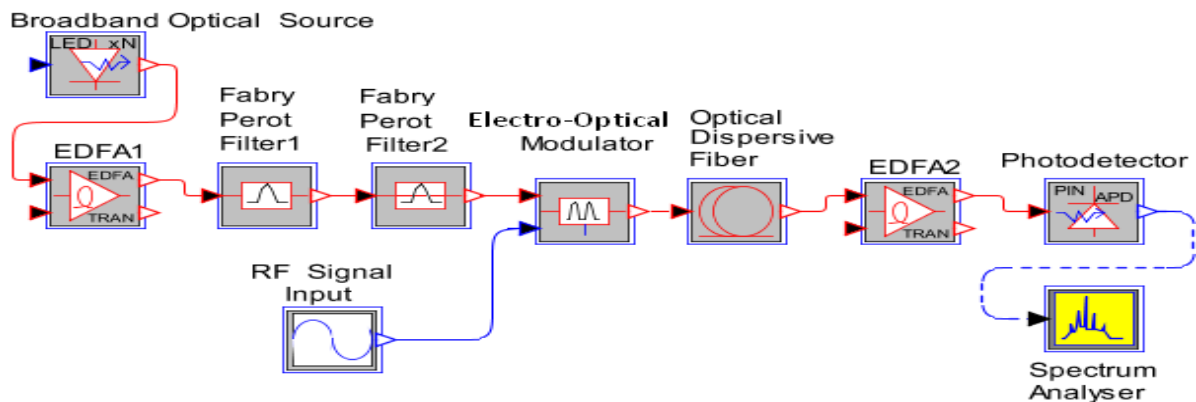 Broadband Optical Source
LED xN
Fabry
Perot
Filter1
Fabry
Perot
Filter2
Electro-Optical
Modulator
Optical
Dispersive
Fiber
EDFA1
EDFA
TRAN
EDFA2
EDFA
TRAN
Photodetector
PIN
APD
RF Signal
Input
Spectrum
Analyser